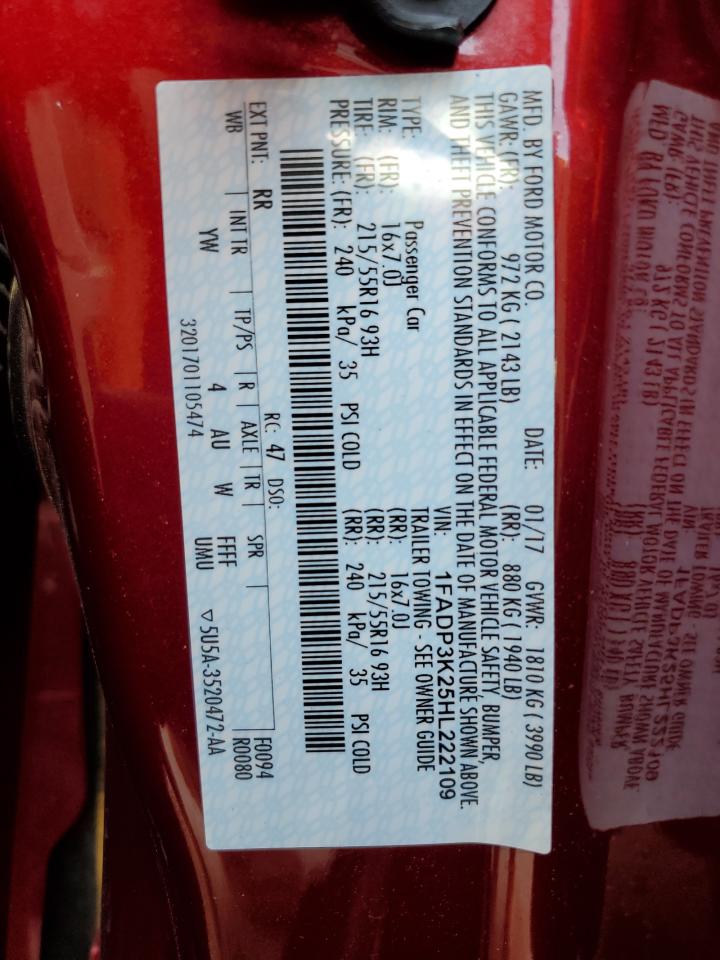 MFD. BY FORD MOTOR CO. DATE: 01/17 GVWR: 1810 KG ( 3990 LB)
GAWR: (FR): 972 KG ( 2143 LB) (RR): 880 KG ( 1940 LB)
THIS VEHICLE CONFORMS TO ALL APPLICABLE FEDERAL MOTOR VEHICLE SAFETY, BUMPER,
AND THEFT PREVENTION STANDARDS IN EFFECT ON THE DATE OF MANUFACTURE SHOWN ABOVE.
VIN: 1FADP3K25HL222109
TYPE: Passenger Car TRAILER TOWING - SEE OWNER GUIDE
RIM: (FR): 16x7.0J (RR): 16x7.0J
TIRE: (FR): 215/55R16 93H (RR): 215/55R16 93H
PRESSURE: (FR): 240 kPa/ 35 PSI COLD (RR): 240 kPa/ 35 PSI COLD
RC: 47 DSO: F0094
EXT PNT: RR R0080
WB INT TR TP/PS R AXLE TR SPR
YW 4 AU W FFFF
UMU
3201701105474 ▽5U5A-3520472-AA